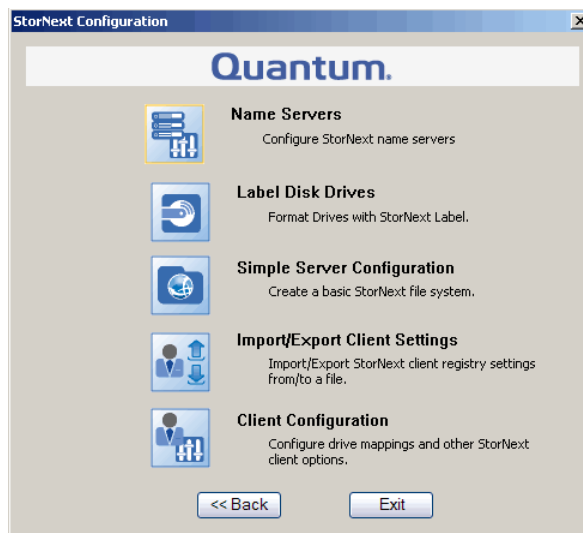 StorNext Configuration
Quantum.
Name Servers
Configure StorNext name servers
Label Disk Drives
Format Drives with StorNext Label.
Simple Server Configuration
Create a basic StorNext file system.
Import/Export Client Settings
Import/Export StorNext client registry settings
from/to a file.
Client Configuration
Configure drive mappings and other StorNext
client options.
<< Back
Exit